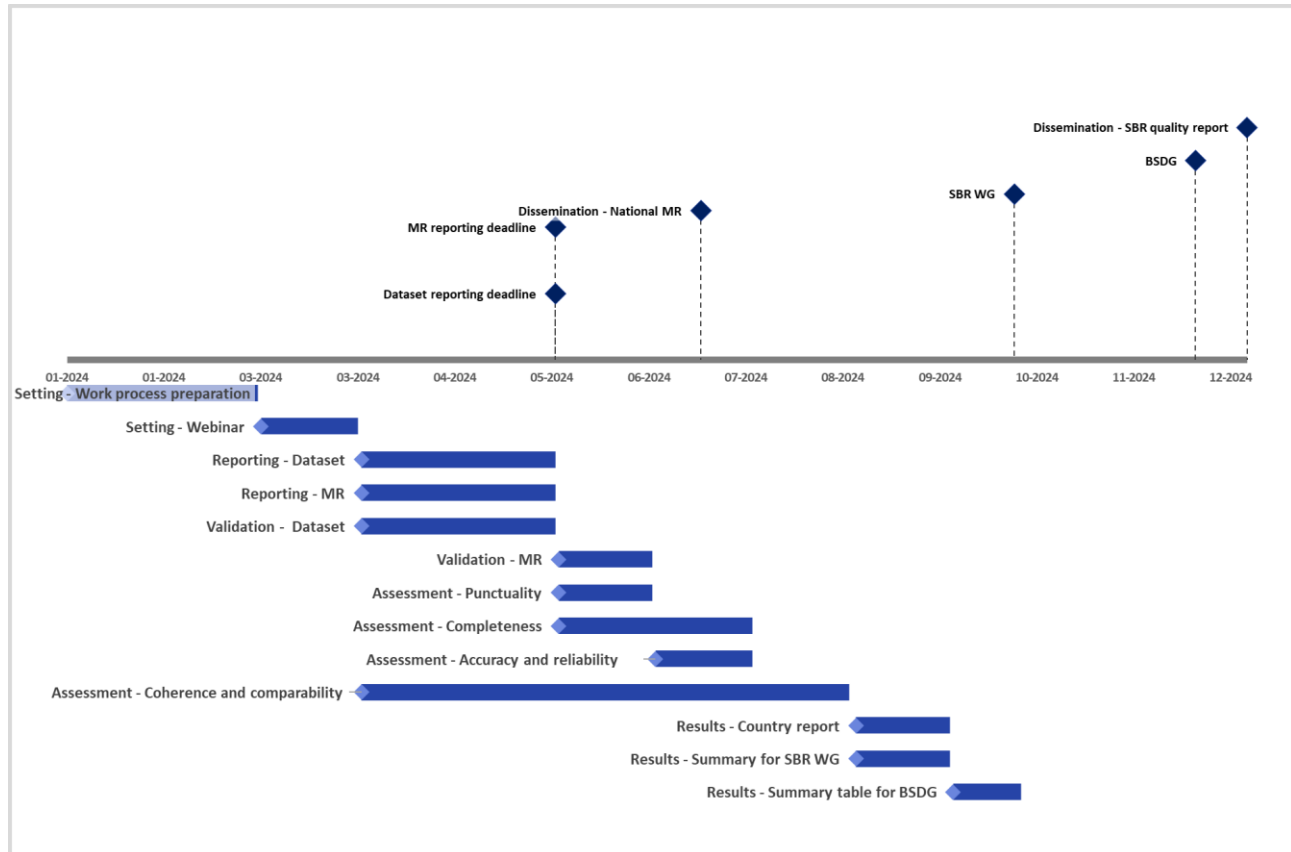 Dissemination - SBR quality report
BSDG
SBR WG
Dissemination - National MR
MR reporting deadline
Dataset reporting deadline
01-2024 01-2024 03-2024 03-2024 04-2024 05-2024 06-2024 07-2024 08-2024 09-2024 10-2024 11-2024 12-2024
Setting - Work process preparation
Setting - Webinar
Reporting - Dataset
Reporting - MR
Validation - Dataset
Validation - MR
Assessment - Punctuality
Assessment - Completeness
Assessment - Accuracy and reliability
Assessment - Coherence and comparability
Results - Country report
Results - Summary for SBR WG
Results - Summary table for BSDG